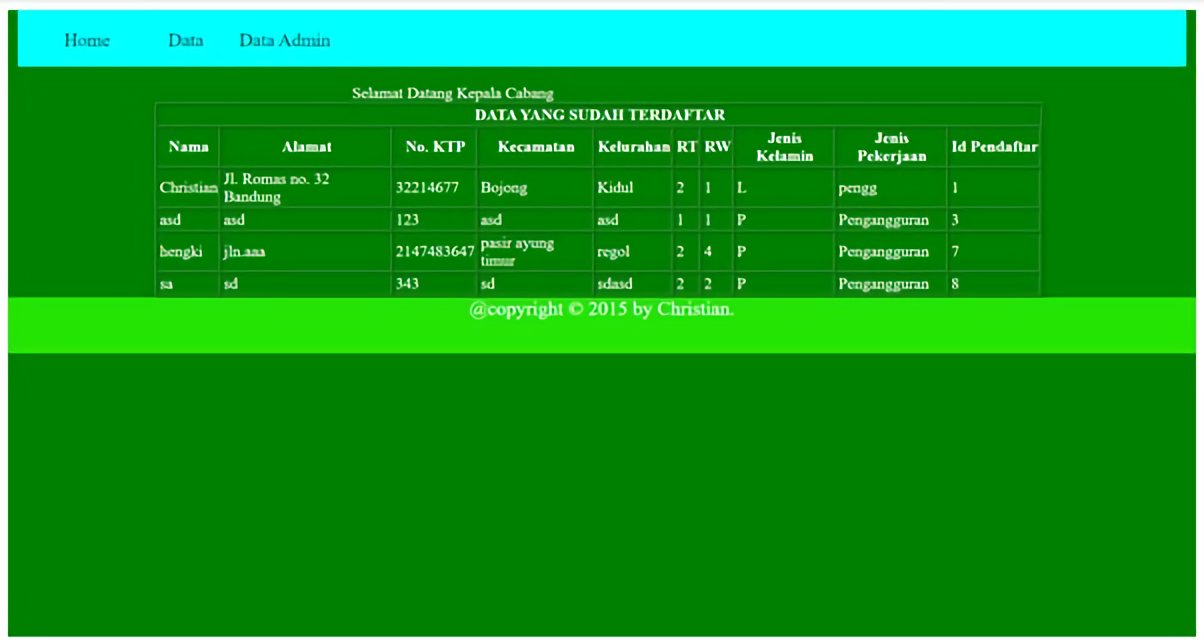 Home Data Data Admin
Selamat Datang Kepala Cabang
DATA YANG SUDAH TERDAFTAR
Nama Alamat No. KTP Kecamatan Kelurahan RT RW Jenis Kelamin Jenis Pekerjaan Id Pendaftar
Christian Jl. Romas no. 32 Bandung 32214677 Bojong Kidul 2 1 L pengg 1
asd asd 123 asd asd 1 1 P Pengangguran 3
hengki jln.aaa 2147483647 pasir ayung timur regol 2 4 P Pengangguran 7
sa sd 343 sd sdasd 2 2 P Pengangguran 8
@copyright © 2015 by Christian.